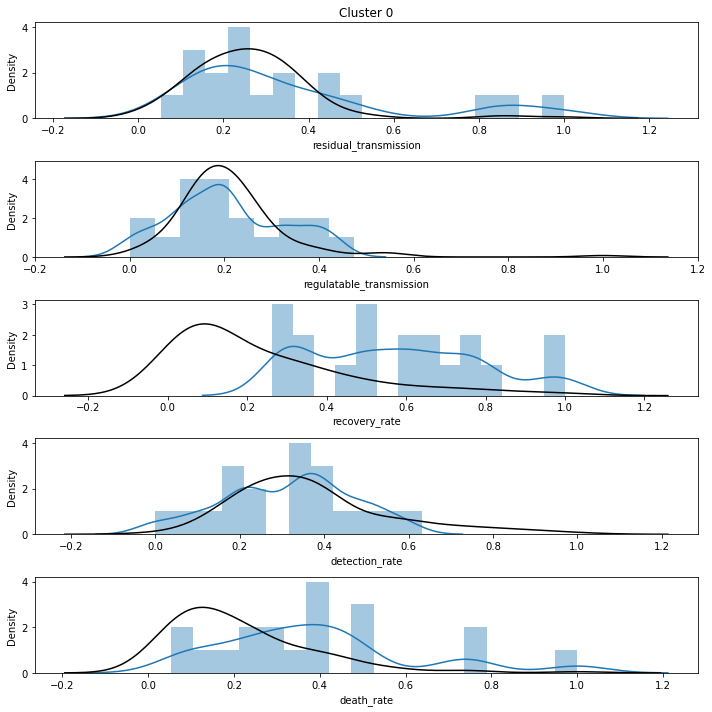 Cluster 0
Density
4
2
0
−0.2 0.0 0.2 0.4 0.6 0.8 1.0 1.2
residual_transmission
Density
4
2
0
−0.2 0.0 0.2 0.4 0.6 0.8 1.0 1.2
regulatable_transmission
Density
3
2
1
0
−0.2 0.0 0.2 0.4 0.6 0.8 1.0 1.2
recovery_rate
Density
4
2
0
−0.2 0.0 0.2 0.4 0.6 0.8 1.0 1.2
detection_rate
Density
4
2
0
−0.2 0.0 0.2 0.4 0.6 0.8 1.0 1.2
death_rate